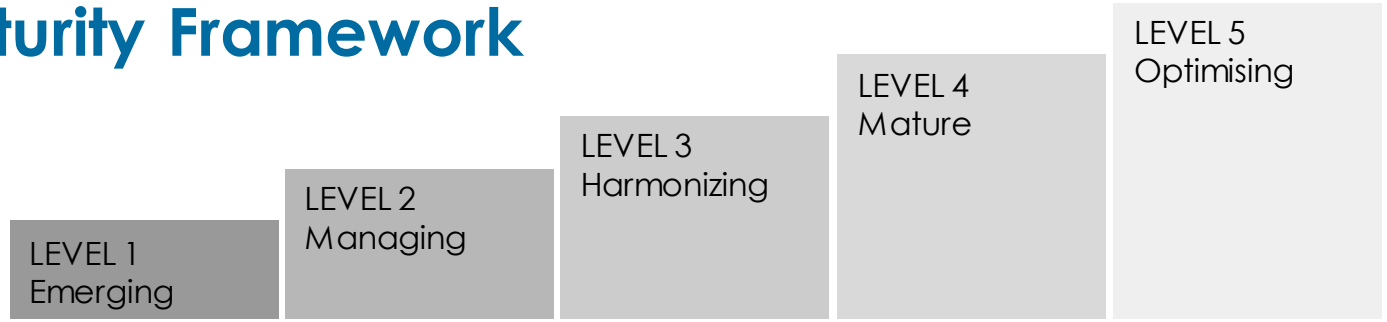 turity Framework
LEVEL 5
Optimising
LEVEL 4
Mature
LEVEL 3
Harmonizing
LEVEL 2
Managing
LEVEL 1
Emerging